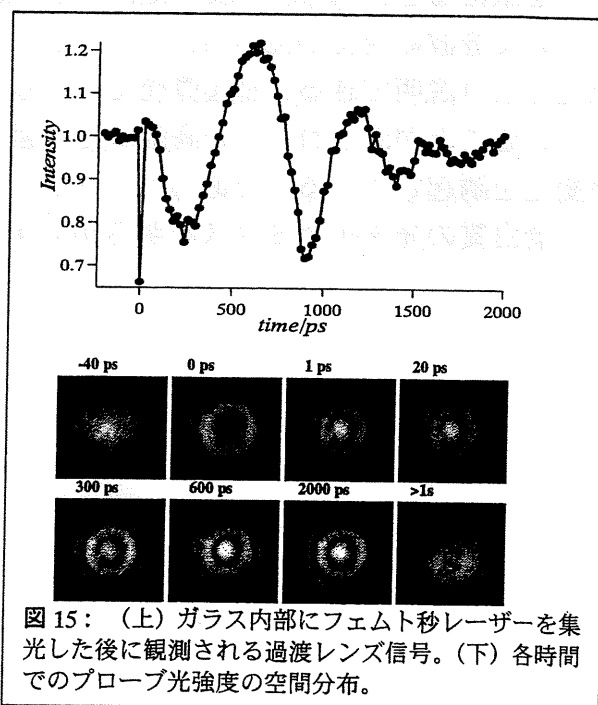 1.2
1.1
1.0
0.9
0.8
0.7
Intensity
0 500 1000 1500 2000
time/ps
-40 ps 0 ps 1 ps 20 ps
300 ps 600 ps 2000 ps >1s
図 15： （上）ガラス内部にフェムト秒レーザーを集
光した後に観測される過渡レンズ信号。（下）各時間
でのプローブ光強度の空間分布。